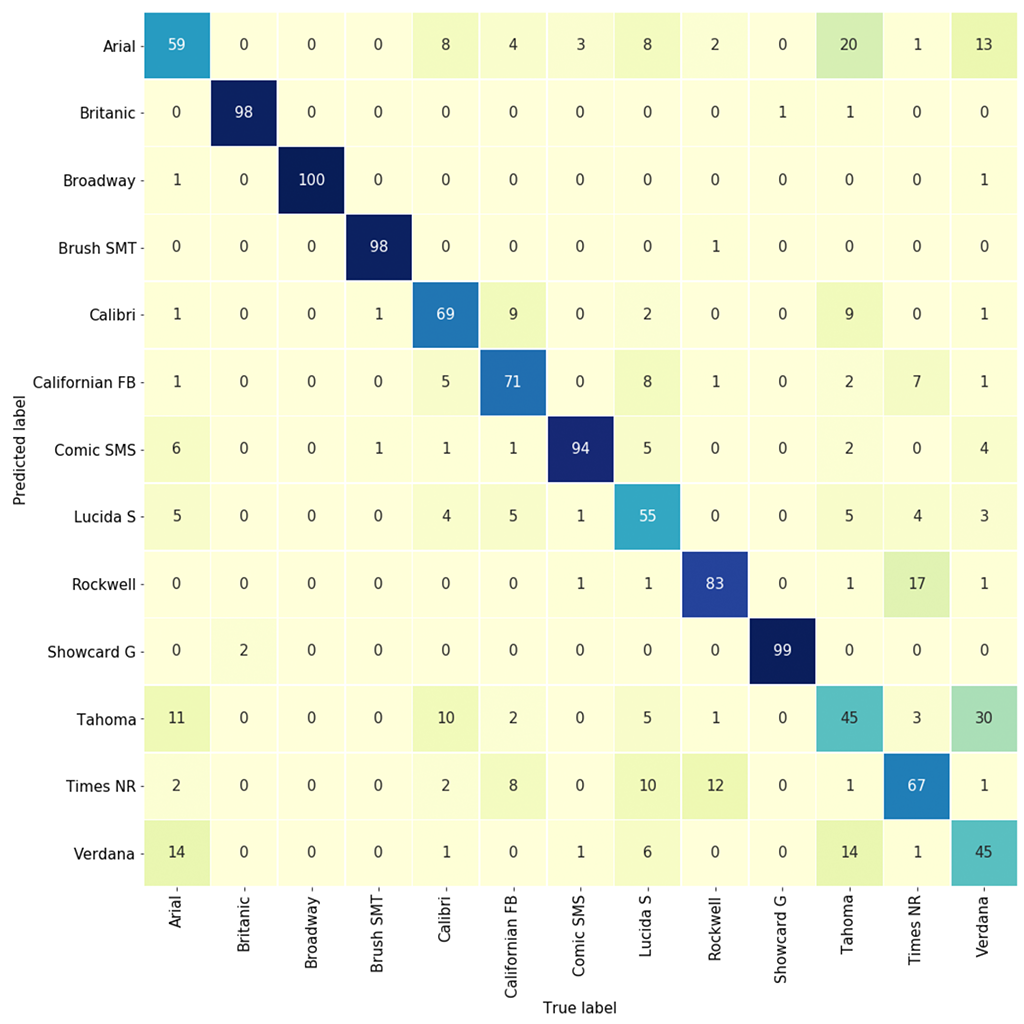 Arial 59 0 0 0 8 4 3 8 2 0 20 1 13
Britanic 0 98 0 0 0 0 0 0 0 1 1 0 0
Broadway 1 0 100 0 0 0 0 0 0 0 0 0 1
Brush SMT 0 0 0 98 0 0 0 0 1 0 0 0 0
Calibri 1 0 0 1 69 9 0 2 0 0 9 0 1
Californian FB 1 0 0 0 5 71 0 8 1 0 2 7 1
Comic SMS 6 0 0 1 1 1 94 5 0 0 2 0 4
Lucida S 5 0 0 0 4 5 1 55 0 0 5 4 3
Rockwell 0 0 0 0 0 0 1 1 83 0 1 17 1
Showcard G 0 2 0 0 0 0 0 0 0 99 0 0 0
Tahoma 11 0 0 0 10 2 0 5 1 0 45 3 30
Times NR 2 0 0 0 2 8 0 10 12 0 1 67 1
Verdana 14 0 0 0 1 0 1 6 0 0 14 1 45
Predicted label
Arial
Britanic
Broadway
Brush SMT
Calibri
Californian FB
Comic SMS
Lucida S
Rockwell
Showcard G
Tahoma
Times NR
Verdana
True label